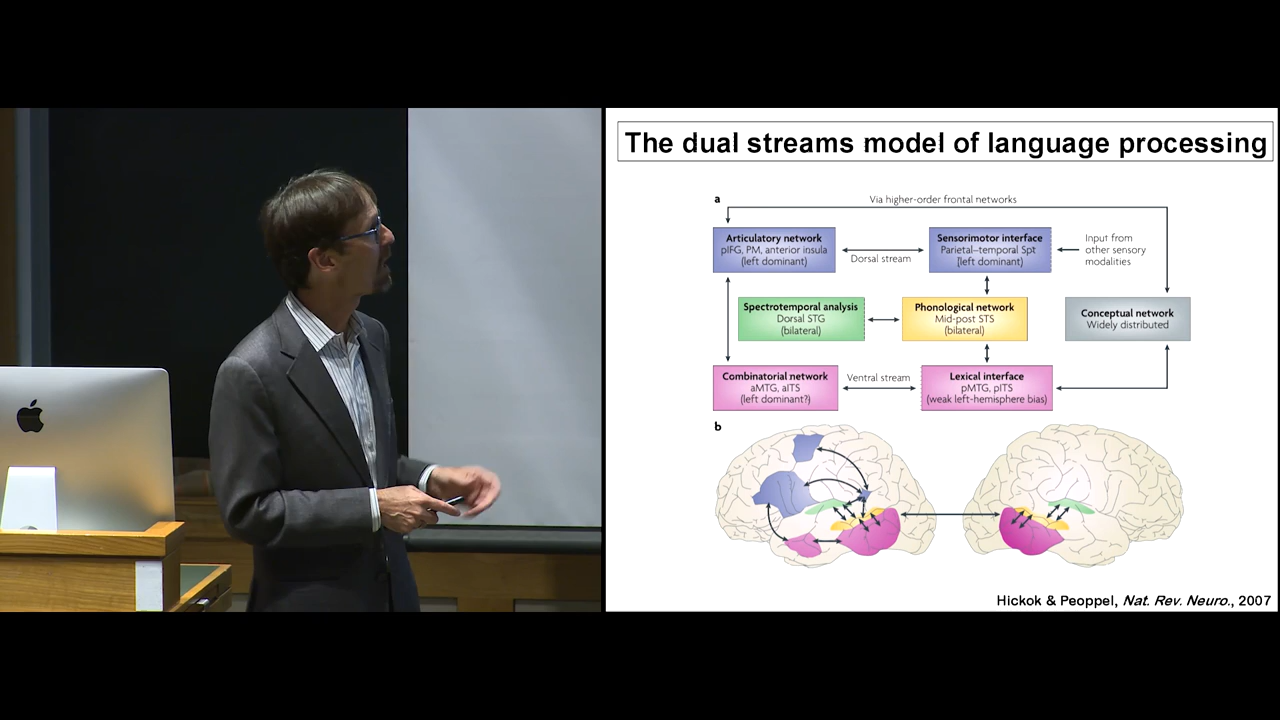 The dual streams model of language processing
a
Via higher-order frontal networks
Articulatory network
pIFG, PM, anterior insula
(left dominant)
Dorsal stream
Sensorimotor interface
Parietal–temporal Spt
(left dominant)
Input from
other sensory
modalities
Spectrotemporal analysis
Dorsal STG
(bilateral)
Phonological network
Mid-post STS
(bilateral)
Conceptual network
Widely distributed
Combinatorial network
aMTG, aITS
(left dominant?)
Ventral stream
Lexical interface
pMTG, pITS
(weak left-hemisphere bias)
b
Hickok & Peoppel, Nat. Rev. Neuro., 2007